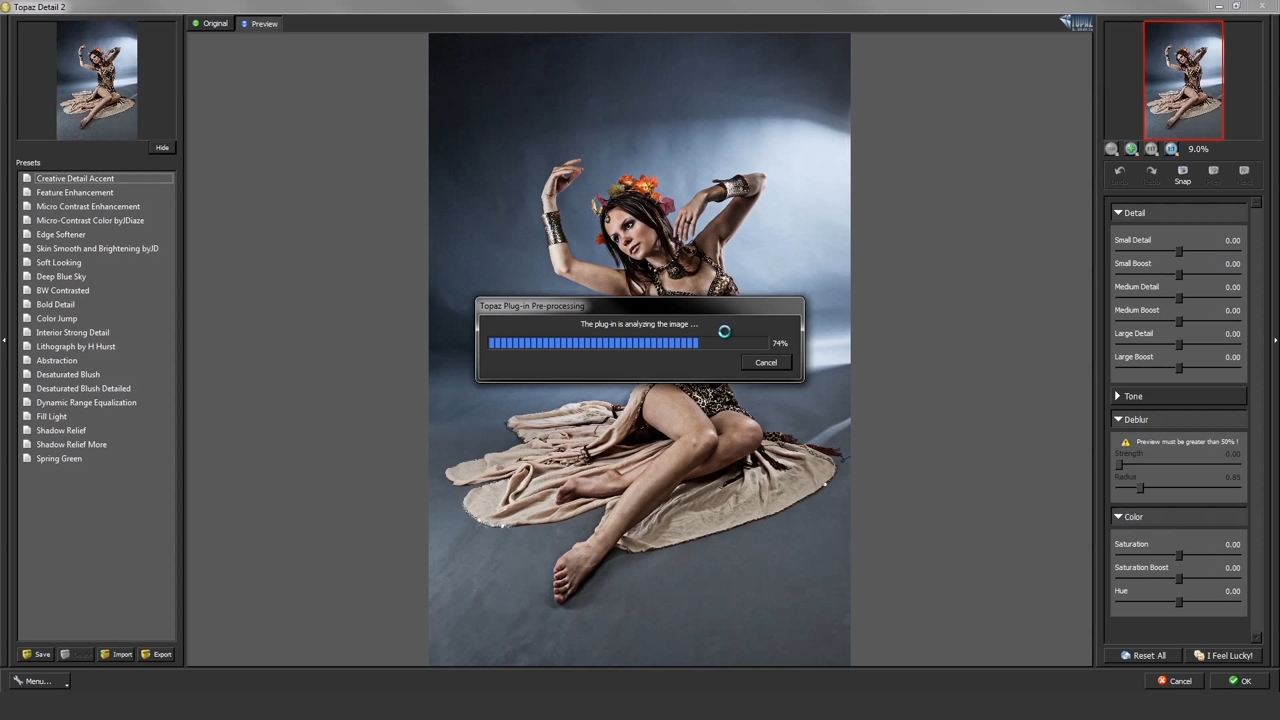 Topaz Detail 2
Original
Preview
TOPAZ
Hide
9.0%
Snap
Presets
Creative Detail Accent
Feature Enhancement
Micro Contrast Enhancement
Micro-Contrast Color byJDiaze
Edge Softener
Skin Smooth and Brightening byJD
Soft Looking
Deep Blue Sky
BW Contrasted
Bold Detail
Color Jump
Interior Strong Detail
Lithograph by H Hurst
Abstraction
Desaturated Blush
Desaturated Blush Detailed
Dynamic Range Equalization
Fill Light
Shadow Relief
Shadow Relief More
Spring Green
Save
Import
Export
Menu...
Topaz Plug-in Pre-processing
The plug-in is analyzing the image ...
74%
Cancel
Detail
Small Detail 0.00
Small Boost 0.00
Medium Detail 0.00
Medium Boost 0.00
Large Detail 0.00
Large Boost 0.00
Tone
Deblur
Preview must be greater than 50% !
Strength 0.00
Radius 0.85
Color
Saturation 0.00
Saturation Boost 0.00
Hue 0.00
Reset All
I Feel Lucky!
Cancel
OK